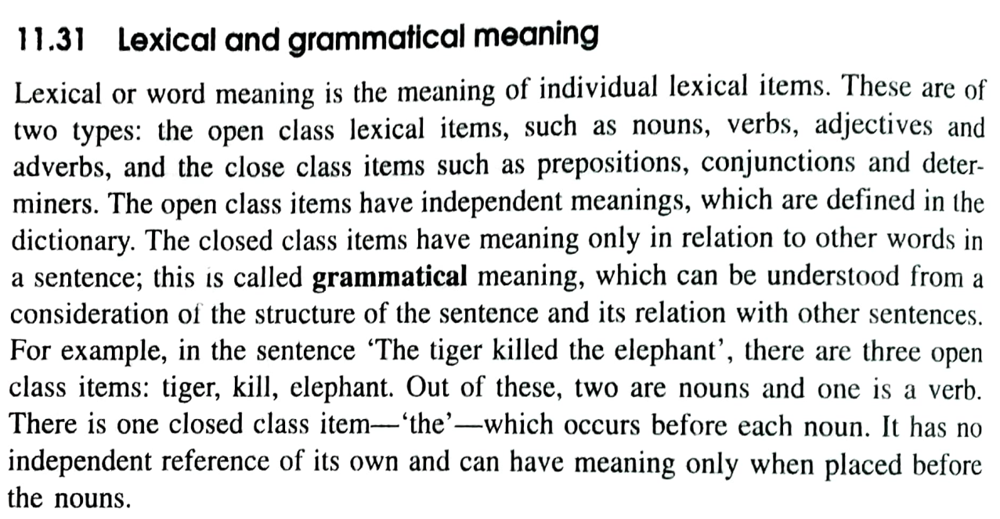 11.31 Lexical and grammatical meaning
Lexical or word meaning is the meaning of individual lexical items. These are of
two types: the open class lexical items, such as nouns, verbs, adjectives and
adverbs, and the close class items such as prepositions, conjunctions and deter-
miners. The open class items have independent meanings, which are defined in the
dictionary. The closed class items have meaning only in relation to other words in
a sentence; this is called grammatical meaning, which can be understood from a
consideration of the structure of the sentence and its relation with other sentences.
For example, in the sentence ‘The tiger killed the elephant’, there are three open
class items: tiger, kill, elephant. Out of these, two are nouns and one is a verb.
There is one closed class item—‘the’—which occurs before each noun. It has no
independent reference of its own and can have meaning only when placed before
the nouns.